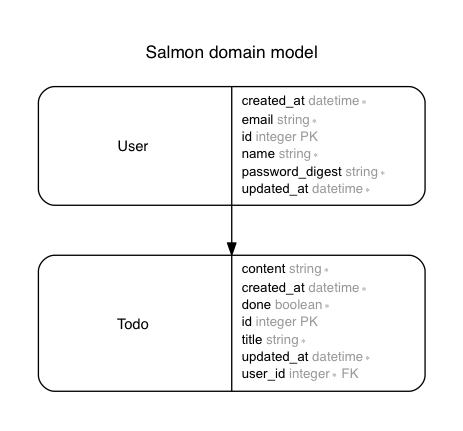 Salmon domain model
User
created_at datetime *
email string *
id integer PK
name string *
password_digest string *
updated_at datetime *
Todo
content string *
created_at datetime *
done boolean *
id integer PK
title string *
updated_at datetime *
user_id integer * FK